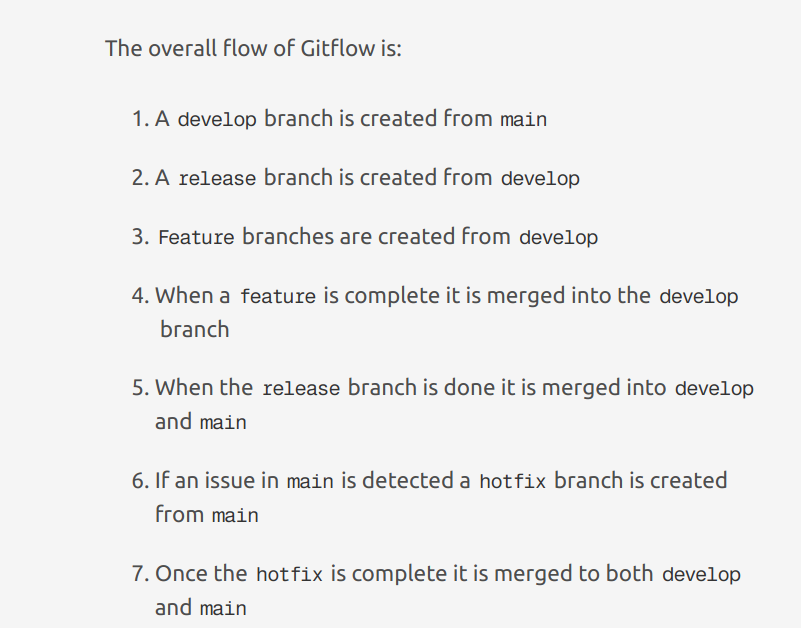 The overall flow of Gitflow is:
1. A develop branch is created from main
2. A release branch is created from develop
3. Feature branches are created from develop
4. When a feature is complete it is merged into the develop
branch
5. When the release branch is done it is merged into develop
and main
6. If an issue in main is detected a hotfix branch is created
from main
7. Once the hotfix is complete it is merged to both develop
and main